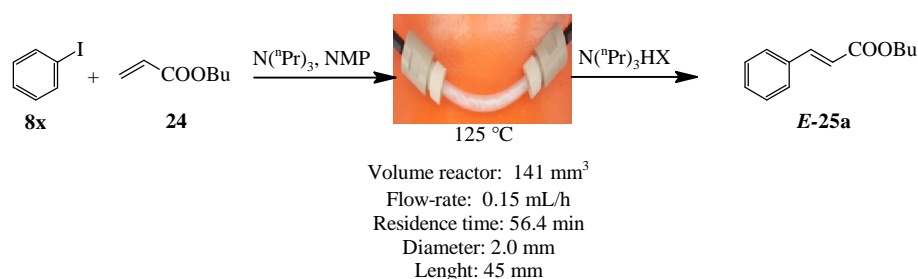 I
8x
+
COOBu
24
N(ⁿPr)₃, NMP
125 °C
N(ⁿPr)₃HX
COOBu
E-25a
Volume reactor: 141 mm³
Flow-rate: 0.15 mL/h
Residence time: 56.4 min
Diameter: 2.0 mm
Lenght: 45 mm